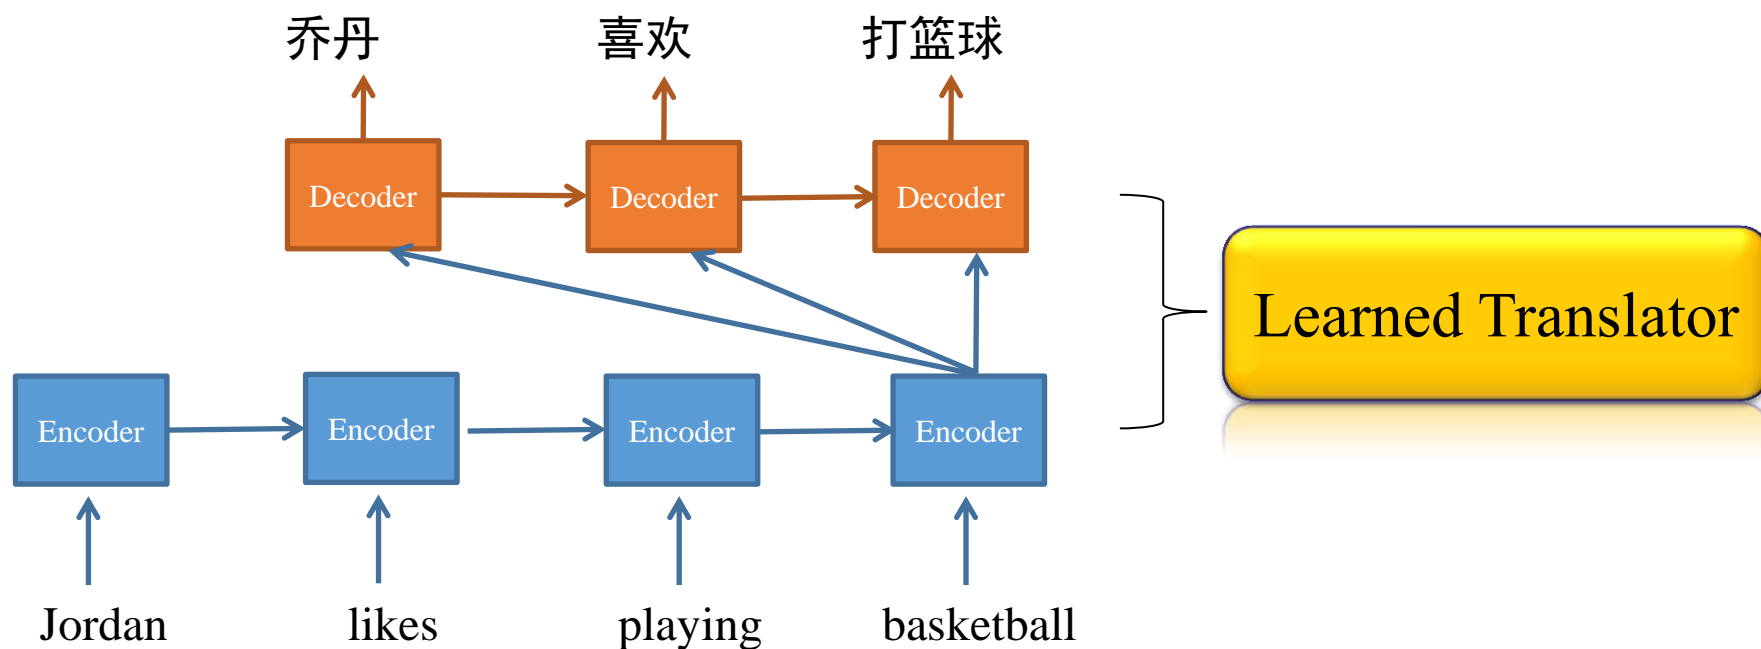 乔丹 喜欢 打篮球
Decoder Decoder Decoder
Learned Translator
Encoder Encoder Encoder Encoder
Jordan likes playing basketball